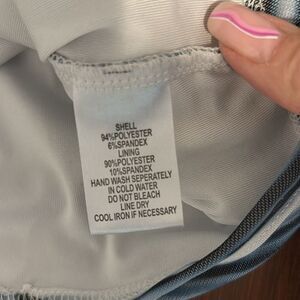 SHELL
94%POLYESTER
6%SPANDEX
LINING
90%POLYESTER
10%SPANDEX
HAND WASH SEPERATELY
IN COLD WATER
DO NOT BLEACH
LINE DRY
COOL IRON IF NECESSARY